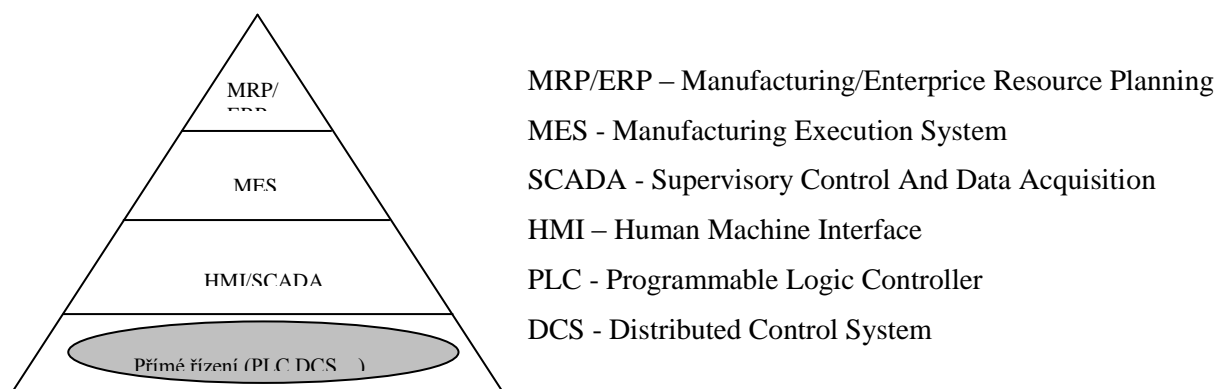 MRP/
ERP
MES
HMI/SCADA
Přímé řízení (PLC DCS )
MRP/ERP – Manufacturing/Enterprice Resource Planning
MES - Manufacturing Execution System
SCADA - Supervisory Control And Data Acquisition
HMI – Human Machine Interface
PLC - Programmable Logic Controller
DCS - Distributed Control System